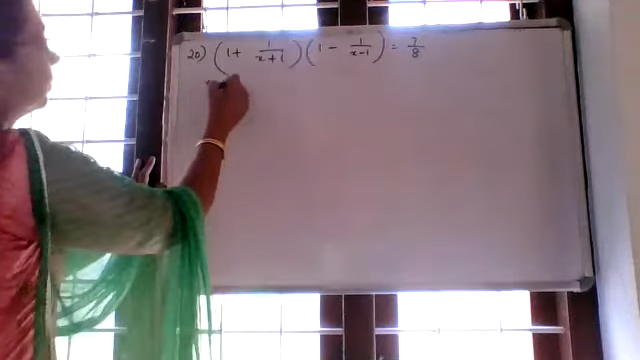 20) (1 + 1/(x+1)) (1 - 1/(x-1)) = 7/8